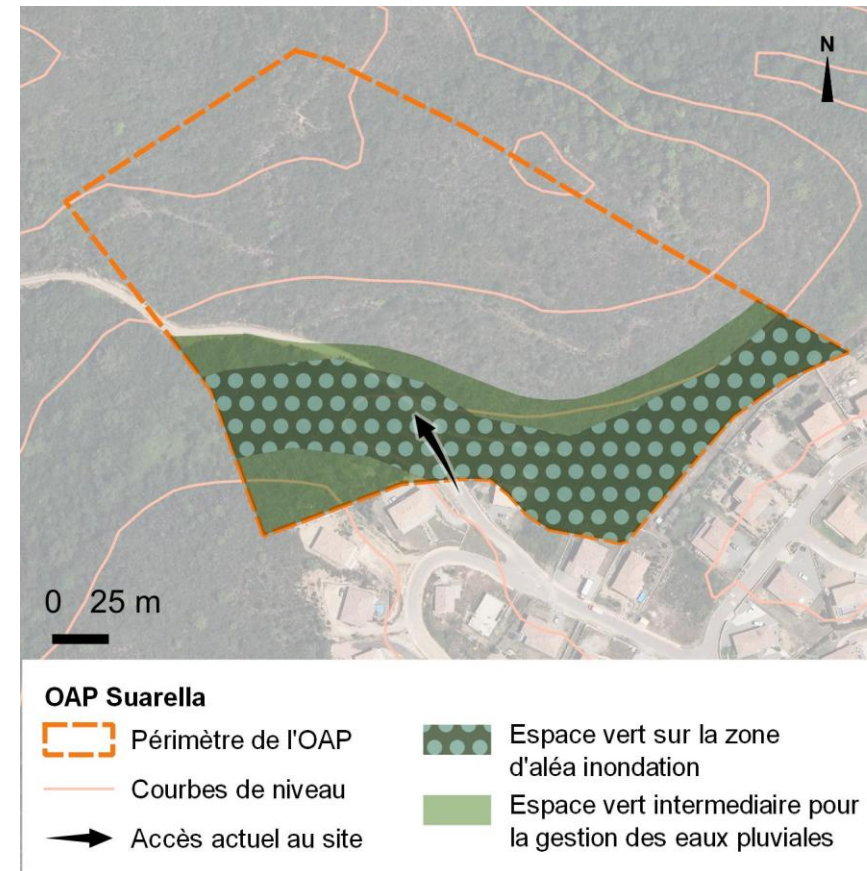 N
0 25 m
OAP Suarella
Périmètre de l'OAP
Courbes de niveau
Accès actuel au site
Espace vert sur la zone
d'aléa inondation
Espace vert intermediaire pour
la gestion des eaux pluviales